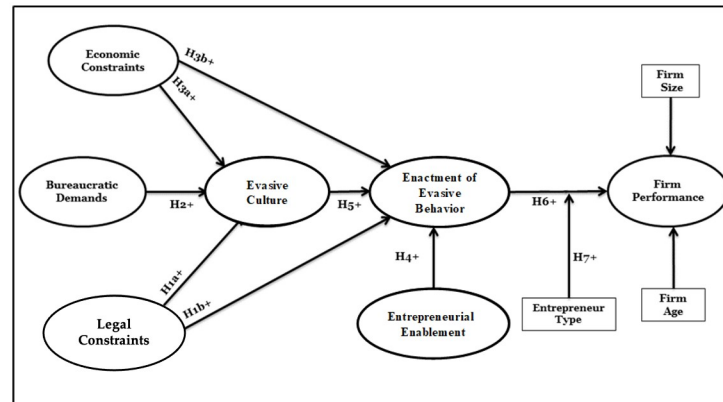 Economic
Constraints
H3b+
H3a+
Firm
Size
Bureaucratic
Demands
H2+
Evasive
Culture
H5+
Enactment of
Evasive
Behavior
H6+
Firm
Performance
H1a+
H1b+
H4+
H7+
Legal
Constraints
Entrepreneurial
Enablement
Entrepreneur
Type
Firm
Age